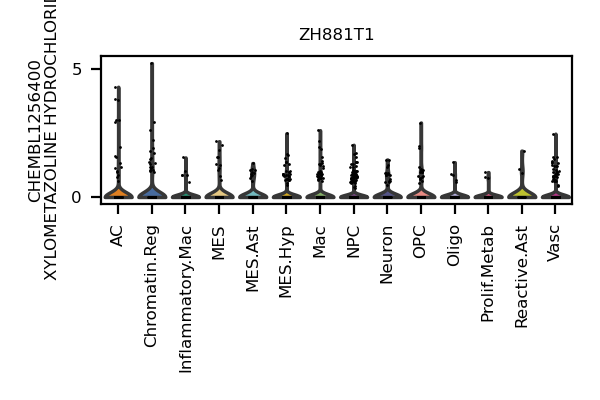 ZH881T1
CHEMBL1256400
XYLOMETAZOLINE HYDROCHLORI
5
0
AC
Chromatin.Reg
Inflammatory.Mac
MES
MES.Ast
MES.Hyp
Mac
NPC
Neuron
OPC
Oligo
Prolif.Metab
Reactive.Ast
Vasc